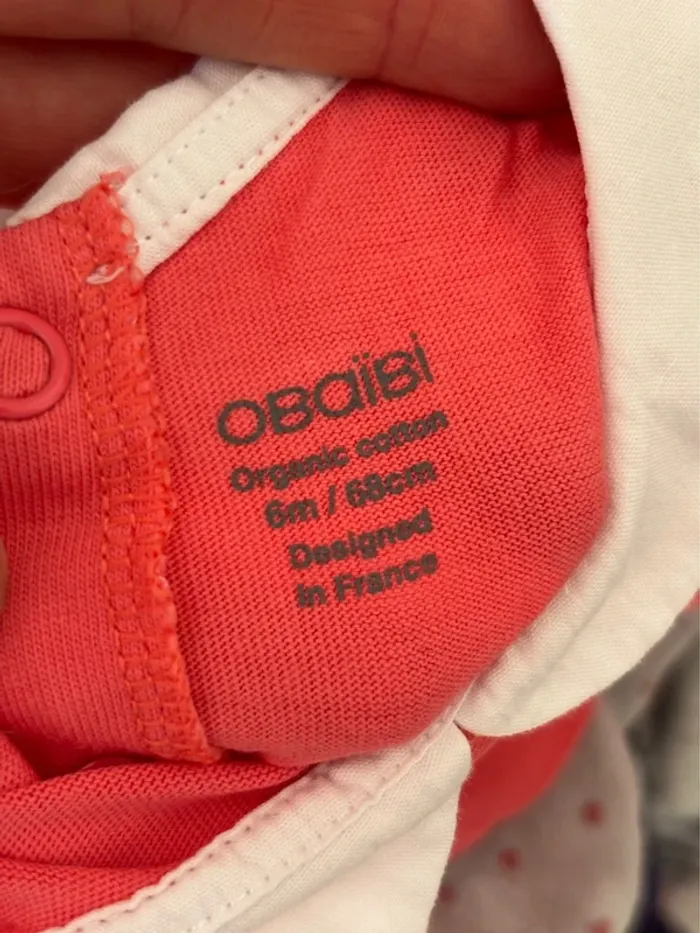 obaïbi
Organic cotton
6m / 68cm
Designed
in France